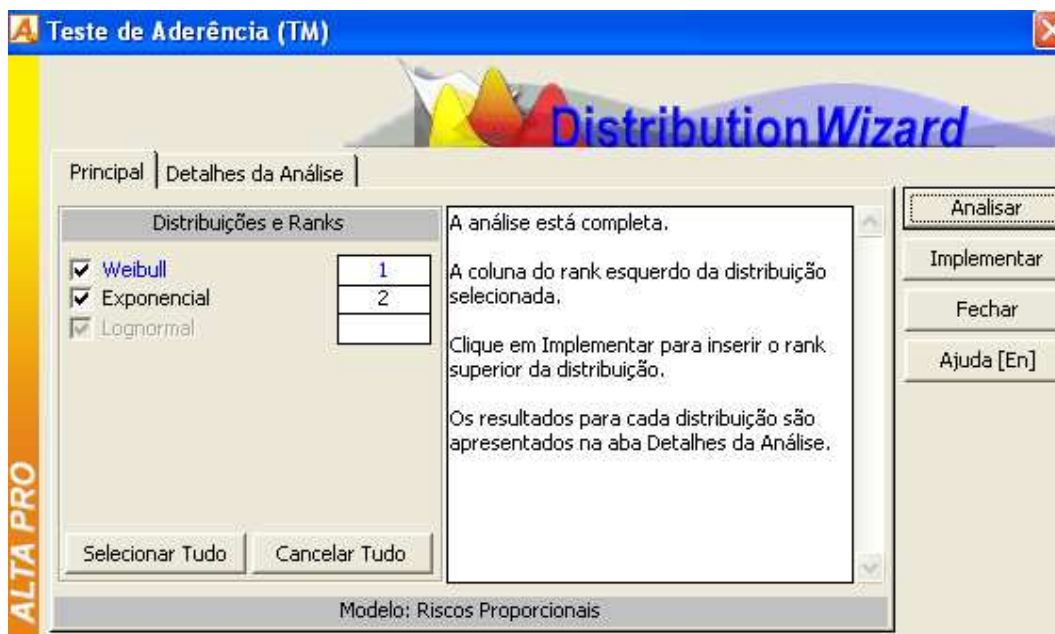 Teste de Aderência (TM)
Distribution Wizard
Principal
Detalhes da Análise
Distribuições e Ranks
Weibull 1
Exponencial 2
Lognormal
Selecionar Tudo
Cancelar Tudo
A análise está completa.
A coluna do rank esquerdo da distribuição
selecionada.
Clique em Implementar para inserir o rank
superior da distribuição.
Os resultados para cada distribuição são
apresentados na aba Detalhes da Análise.
Analisar
Implementar
Fechar
Ajuda [En]
Modelo: Riscos Proporcionais
ALTA PRO